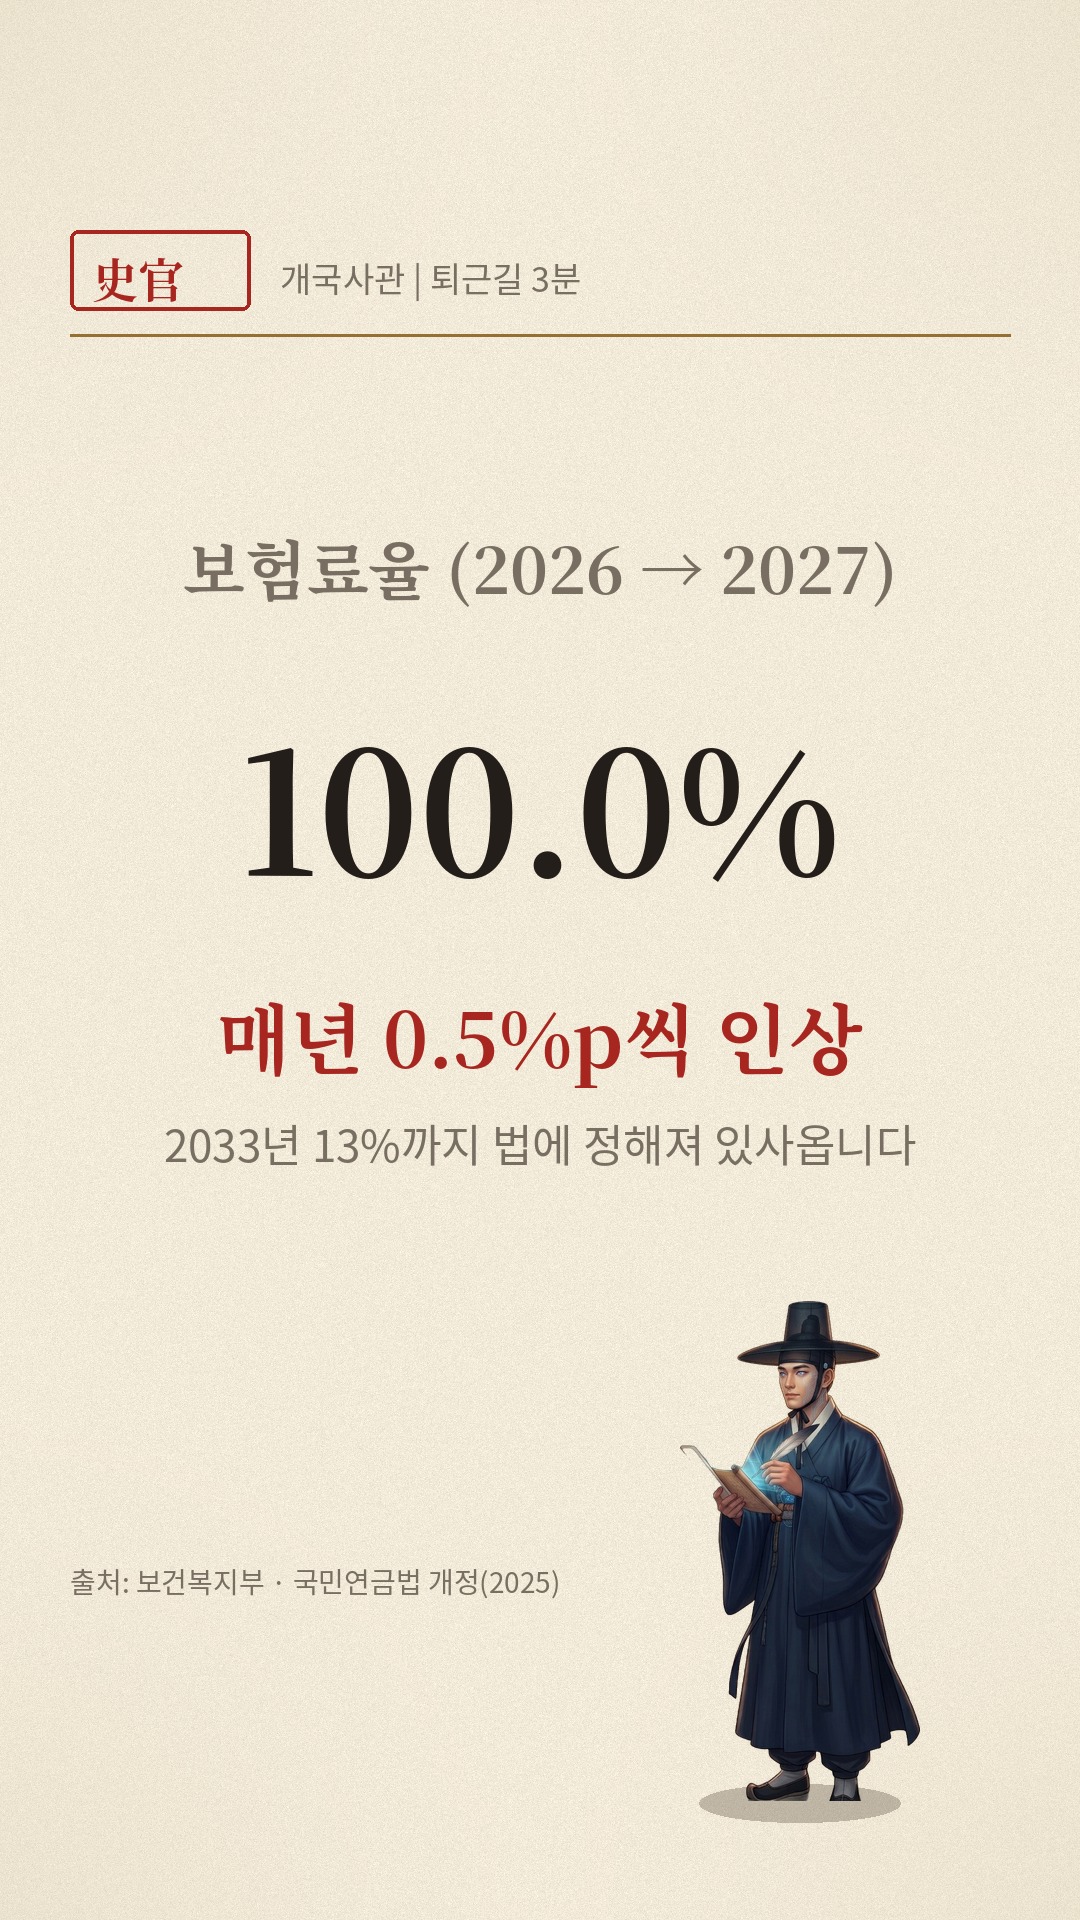 史官
개국사관 | 퇴근길 3분
보험료율 (2026 → 2027)
100.0%
매년 0.5%p씩 인상
2033년 13%까지 법에 정해져 있사옵니다
출처: 보건복지부 · 국민연금법 개정(2025)